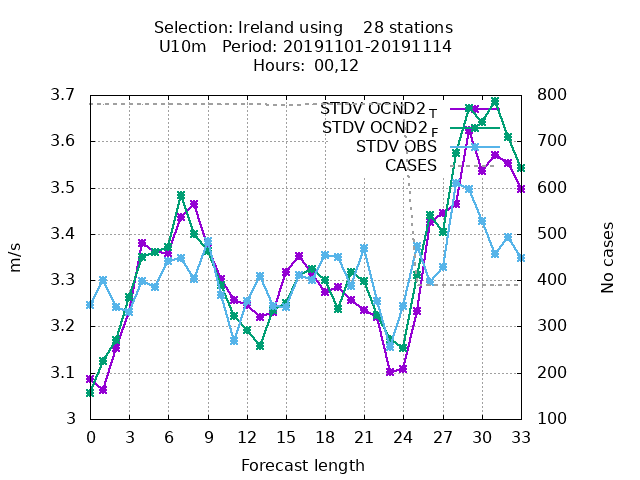 Selection: Ireland using    28 stations
U10m   Period: 20191101-20191114
Hours:  00,12
3.7
3.6
3.5
3.4
3.3
3.2
3.1
3
800
700
600
500
400
300
200
100
m/s
No cases
STDV OCND2 T
STDV OCND2 F
STDV OBS
CASES
0 3 6 9 12 15 18 21 24 27 30 33
Forecast length